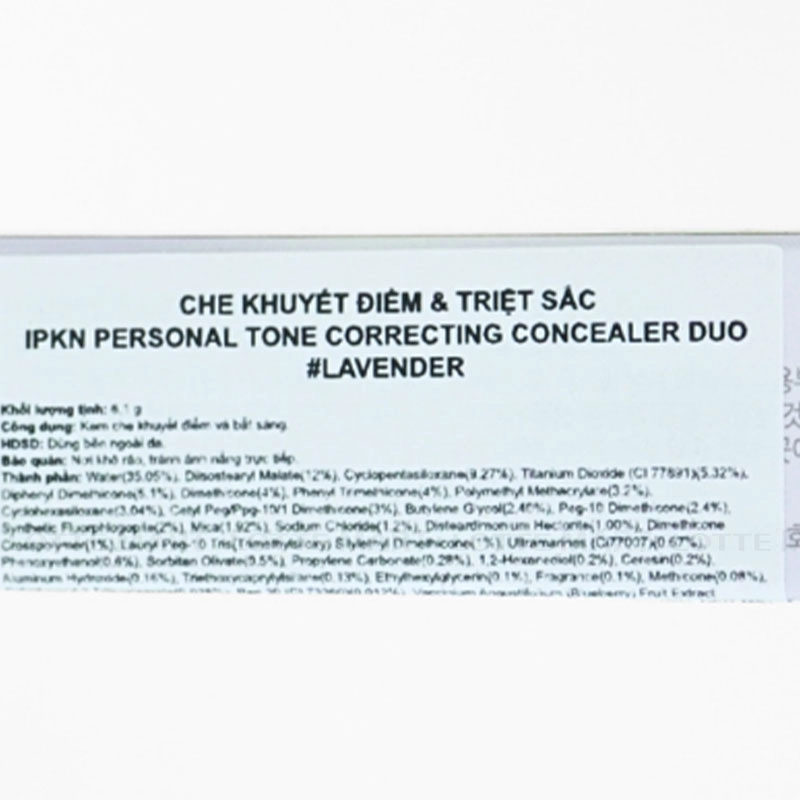 CHE KHUYẾT ĐIỂM & TRIỆT SẮC
IPKN PERSONAL TONE CORRECTING CONCEALER DUO
#LAVENDER
Khối lượng tịnh: 6.1 g
Công dụng: Kem che khuyết điểm và bắt sáng.
HDSD: Dùng bên ngoài da.
Bảo quản: Nơi khô ráo, tránh ánh nắng trực tiếp.
Thành phần: Water(35.05%), Diisostearyl Malate(12%), Cyclopentasiloxane(9.27%), Titanium Dioxide (CI 77891)(5.32%),
Diphenyl Dimethicone(5.1%), Dimethicone(4%), Phenyl Trimethicone(4%), Polymethyl Methacrylate(3.2%),
Cyclohexasiloxane(3.04%), Cetyl Peg/Ppg-10/1 Dimethicone(3%), Butylene Glycol(2.46%), Peg-10 Dimethicone(2.4%),
Synthetic Fluorphlogopite(2%), Mica(1.92%), Sodium Chloride(1.2%), Disteardimonium Hectorite(1.00%), Dimethicone
Crosspolymer(1%), Lauryl Peg-10 Tris(Trimethylsiloxy) Silylethyl Dimethicone(1%), Ultramarines (Ci77007)(0.67%),
Phenoxyethanol(0.6%), Sorbitan Olivate(0.5%), Propylene Carbonate(0.28%), 1,2-Hexanediol(0.2%), Ceresin(0.2%),
Aluminum Hydroxide(0.16%), Triethoxycaprylylsilane(0.13%), Ethylhexylglycerin(0.1%), Fragrance(0.1%), Methicone(0.08%),
(Blueberry) Fruit Extract